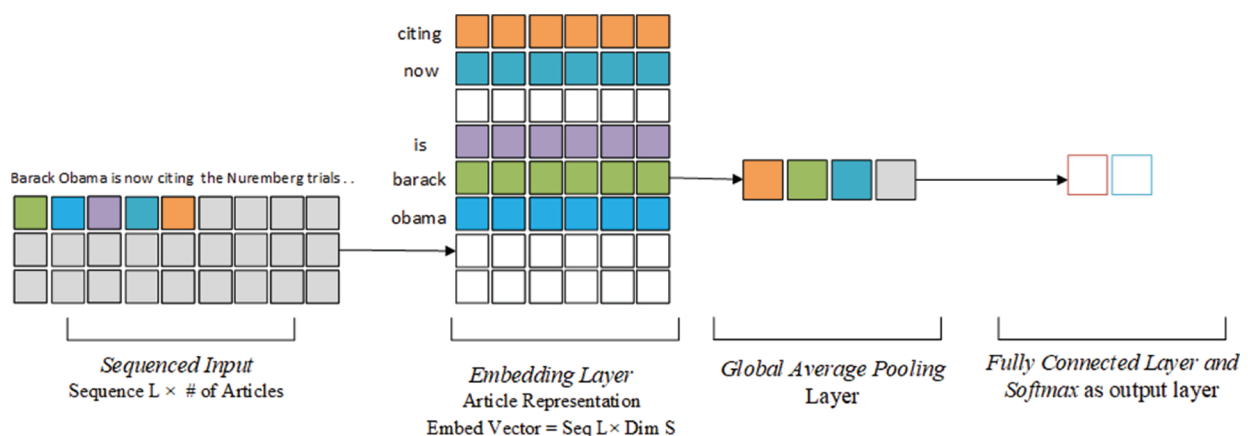 citing
now
is
barack
obama
Barack Obama is now citing the Nuremberg trials . .
Sequenced Input
Sequence L × # of Articles
Embedding Layer
Article Representation
Embed Vector = Seq L× Dim S
Global Average Pooling
Layer
Fully Connected Layer and
Softmax as output layer